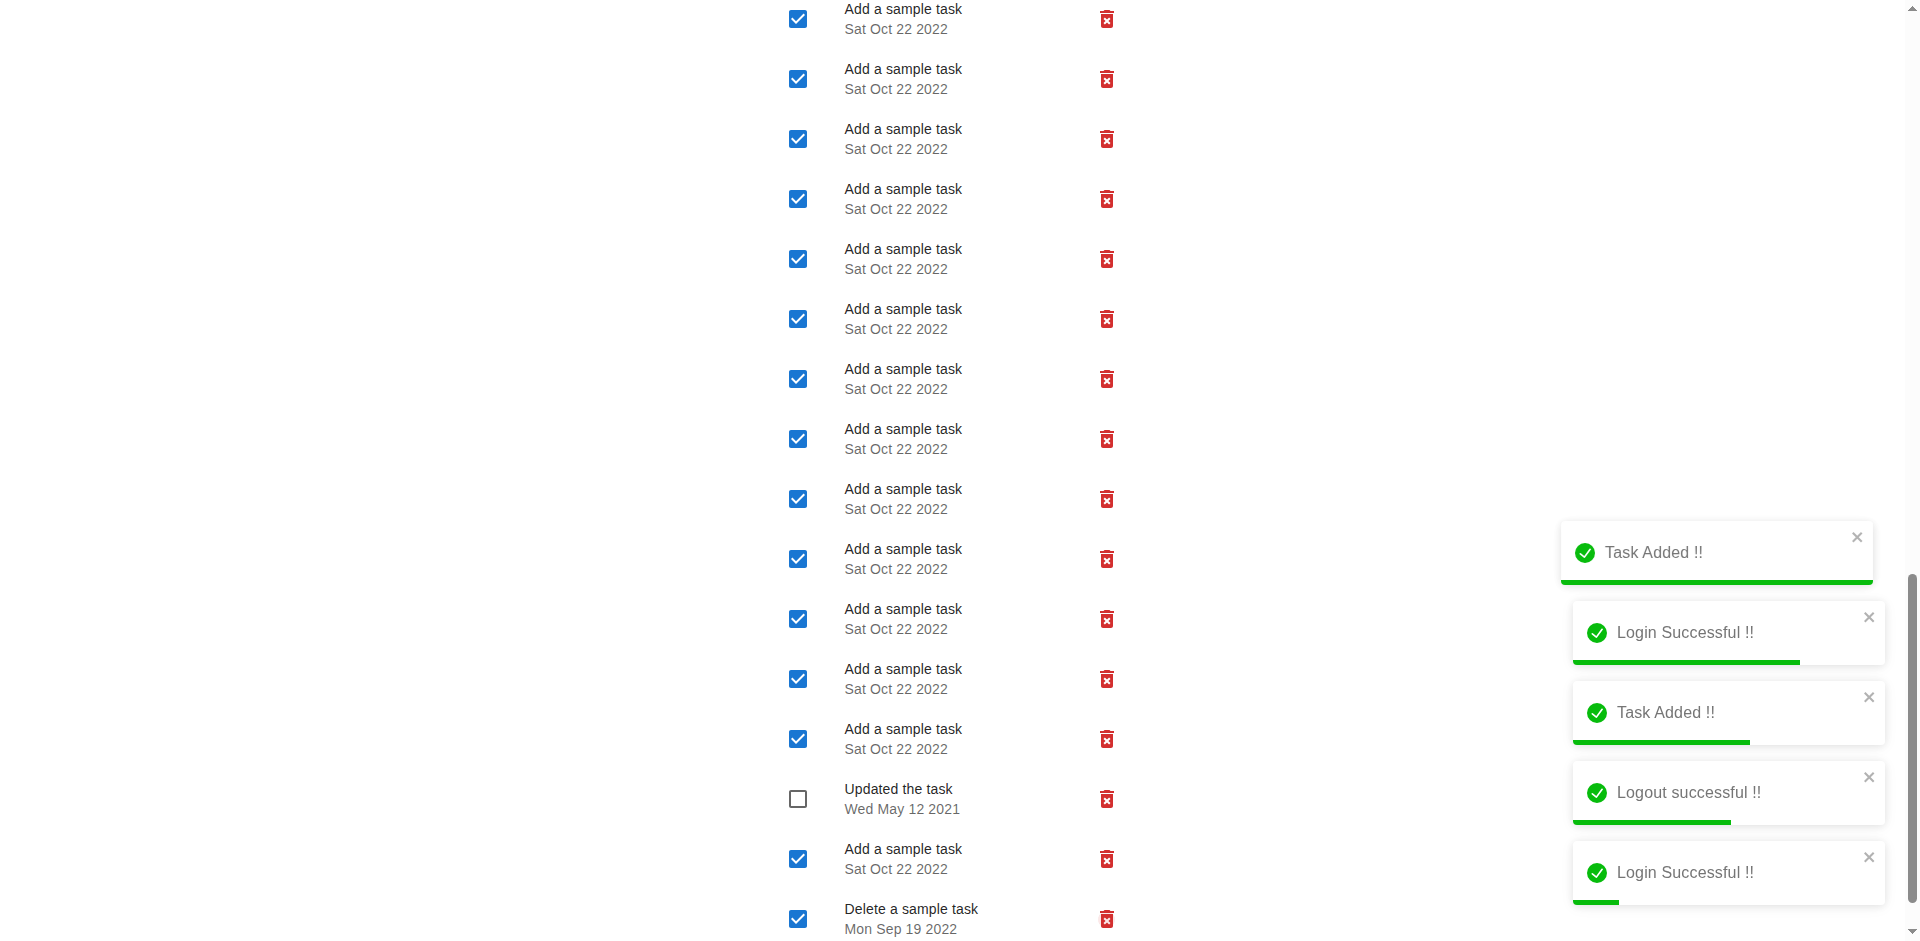 Add a sample task
Sat Oct 22 2022
Add a sample task
Sat Oct 22 2022
Add a sample task
Sat Oct 22 2022
Add a sample task
Sat Oct 22 2022
Add a sample task
Sat Oct 22 2022
Add a sample task
Sat Oct 22 2022
Add a sample task
Sat Oct 22 2022
Add a sample task
Sat Oct 22 2022
Add a sample task
Sat Oct 22 2022
Add a sample task
Sat Oct 22 2022
Add a sample task
Sat Oct 22 2022
Add a sample task
Sat Oct 22 2022
Add a sample task
Sat Oct 22 2022
Updated the task
Wed May 12 2021
Add a sample task
Sat Oct 22 2022
Delete a sample task
Mon Sep 19 2022
Task Added !!
Login Successful !!
Task Added !!
Logout successful !!
Login Successful !!